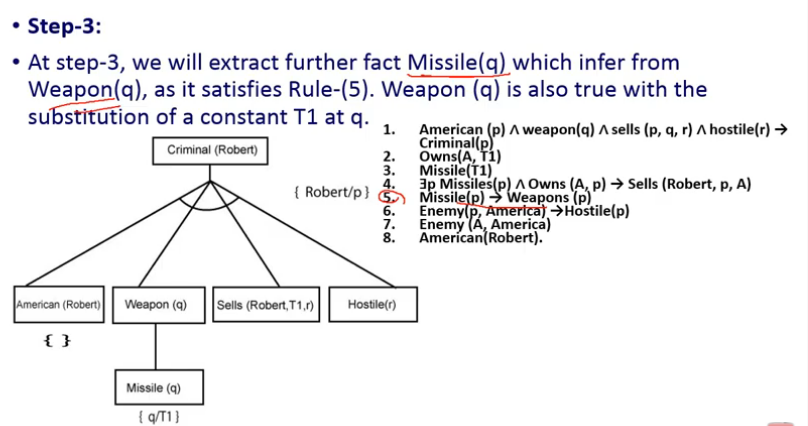 • Step-3:
• At step-3, we will extract further fact Missile(q) which infer from
Weapon(q), as it satisfies Rule-(5). Weapon (q) is also true with the
substitution of a constant T1 at q.
1. American (p) ∧ weapon(q) ∧ sells (p, q, r) ∧ hostile(r) →
Criminal(p)
2. Owns(A, T1)
3. Missile(T1)
4. ∃p Missiles(p) ∧ Owns (A, p) → Sells (Robert, p, A)
5. Missile(p) → Weapons (p)
6. Enemy(p, America) →Hostile(p)
7. Enemy (A, America)
8. American(Robert).
Criminal (Robert)
{ Robert/p }
American (Robert)
Weapon (q)
Sells (Robert,T1,r)
Hostile(r)
{ }
Missile (q)
{ q/T1 }